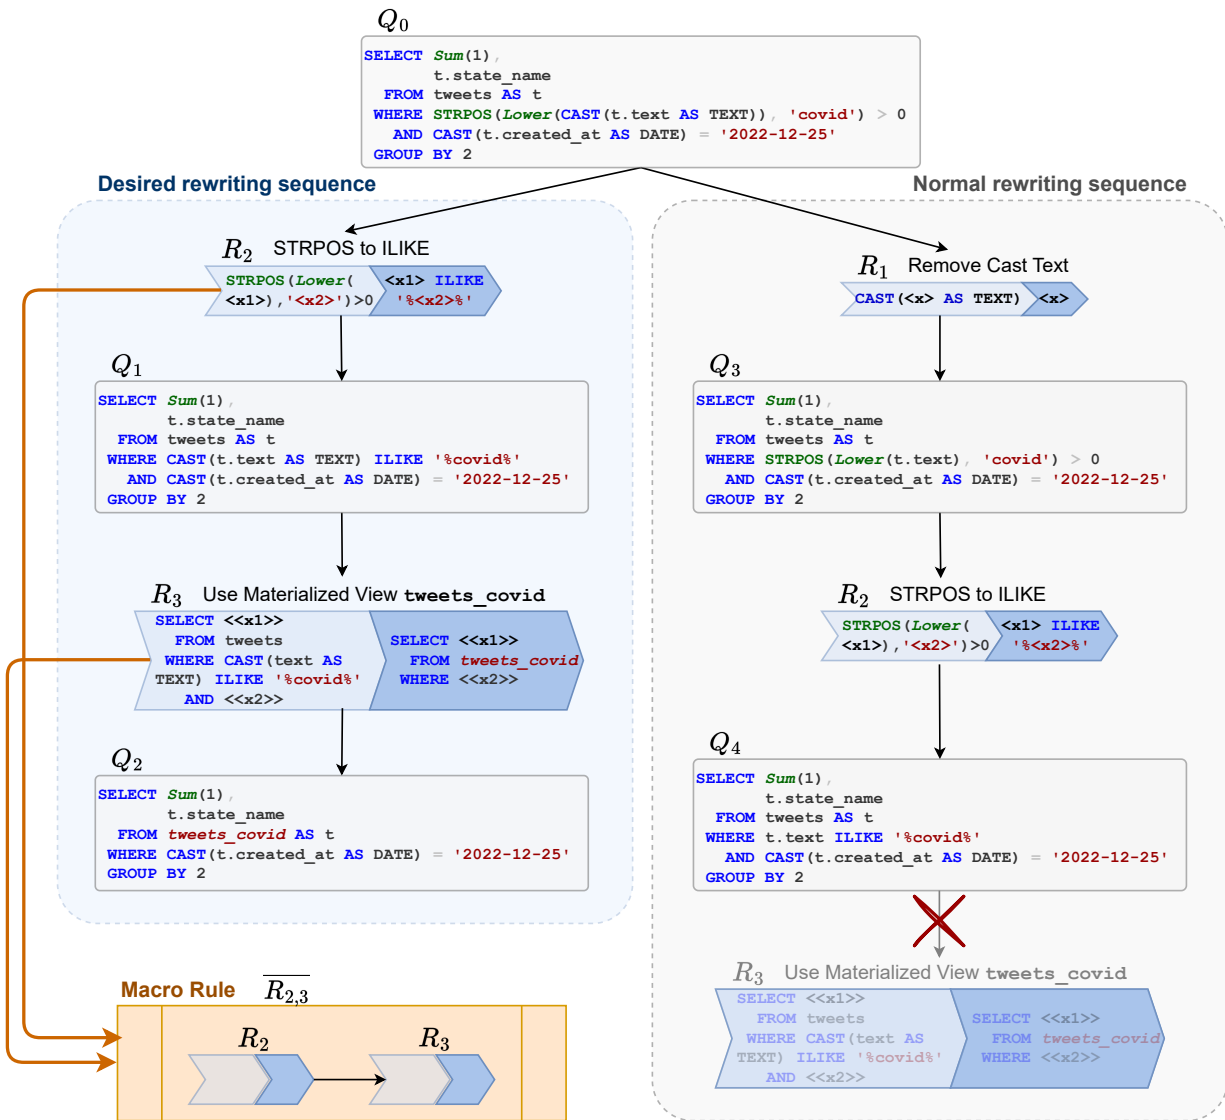 Q0
SELECT Sum(1),
t.state_name
FROM tweets AS t
WHERE STRPOS(Lower(CAST(t.text AS TEXT)), 'covid') > 0
AND CAST(t.created_at AS DATE) = '2022-12-25'
GROUP BY 2
Desired rewriting sequence
R2 STRPOS to ILIKE
STRPOS(Lower(
<x1>),'<x2>')>0
<x1> ILIKE
'%<x2>%'
Q1
SELECT Sum(1),
t.state_name
FROM tweets AS t
WHERE CAST(t.text AS TEXT) ILIKE '%covid%'
AND CAST(t.created_at AS DATE) = '2022-12-25'
GROUP BY 2
R3 Use Materialized View tweets_covid
SELECT <<x1>>
FROM tweets
WHERE CAST(text AS
TEXT) ILIKE '%covid%'
AND <<x2>>
SELECT <<x1>>
FROM tweets_covid
WHERE <<x2>>
Q2
SELECT Sum(1),
t.state_name
FROM tweets_covid AS t
WHERE CAST(t.created_at AS DATE) = '2022-12-25'
GROUP BY 2
Macro Rule R2,3
R2
R3
Normal rewriting sequence
R1 Remove Cast Text
CAST(<x> AS TEXT)
<x>
Q3
SELECT Sum(1),
t.state_name
FROM tweets AS t
WHERE STRPOS(Lower(t.text), 'covid') > 0
AND CAST(t.created_at AS DATE) = '2022-12-25'
GROUP BY 2
R2 STRPOS to ILIKE
STRPOS(Lower(
<x1>),'<x2>')>0
<x1> ILIKE
'%<x2>%'
Q4
SELECT Sum(1),
t.state_name
FROM tweets AS t
WHERE t.text ILIKE '%covid%'
AND CAST(t.created_at AS DATE) = '2022-12-25'
GROUP BY 2
R3 Use Materialized View tweets_covid
SELECT <<x1>>
FROM tweets
WHERE CAST(text AS
TEXT) ILIKE '%covid%'
AND <<x2>>
SELECT <<x1>>
FROM tweets_covid
WHERE <<x2>>